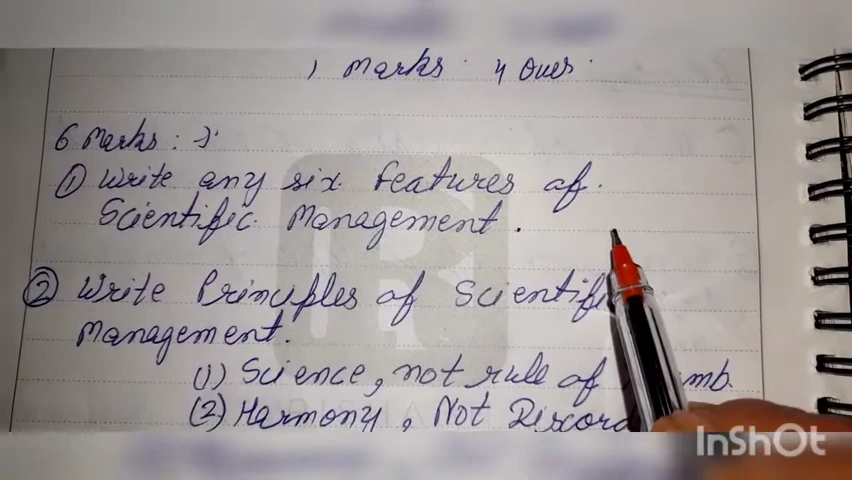 1 Marks. 4 Ques.
6 Marks :-
① Write any six features of
Scientific Management.
② Write Principles of Scientific
Management.
(1) Science, not rule of mb.
(2) Harmony, Not Discord
InShOt